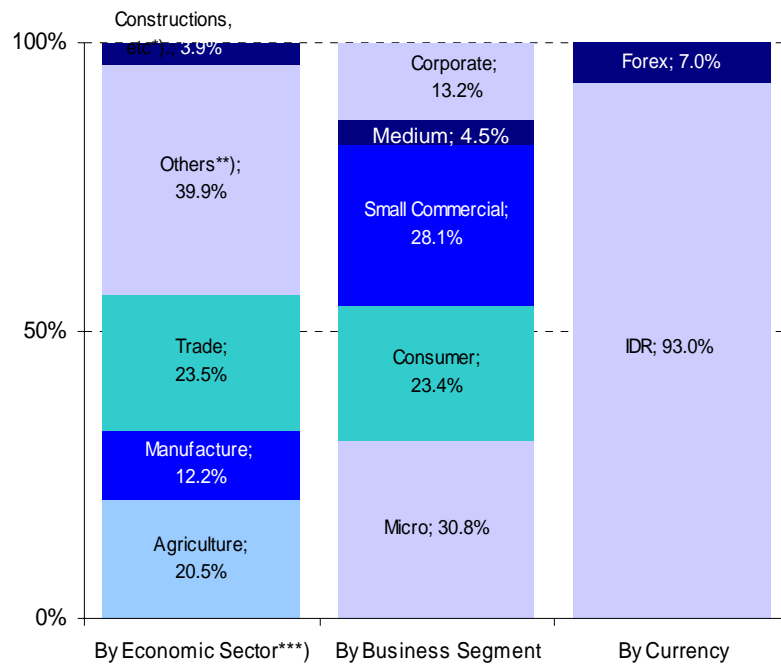 Constructions,
etc*).; 3.9%
Others**);
39.9%
Trade;
23.5%
Manufacture;
12.2%
Agriculture;
20.5%
Corporate;
13.2%
Medium; 4.5%
Small Commercial;
28.1%
Consumer;
23.4%
Micro; 30.8%
Forex; 7.0%
IDR; 93.0%
100%
50%
0%
By Economic Sector***)
By Business Segment
By Currency